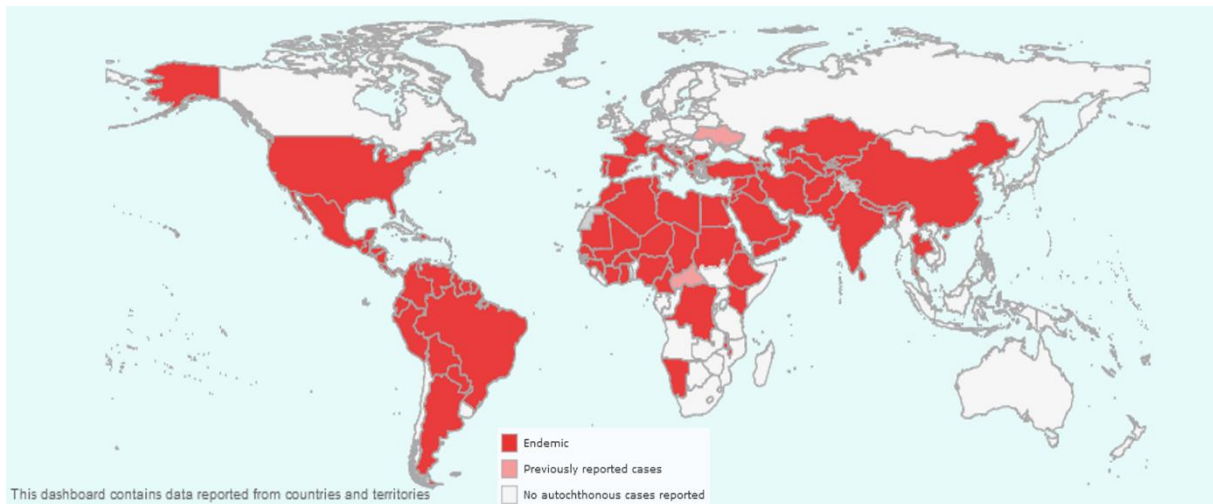 Endemic
Previously reported cases
This dashboard contains data reported from countries and territories
No autochthonous cases reported